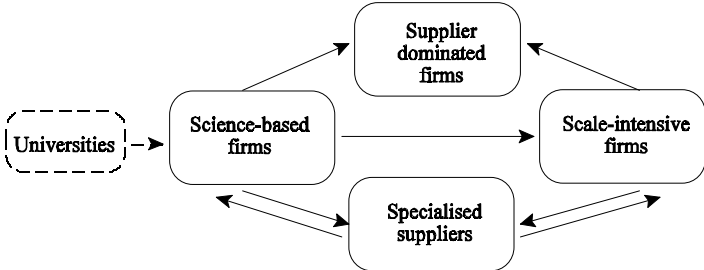 Supplier
dominated
firms
Universities
Science-based
firms
Scale-intensive
firms
Specialised
suppliers